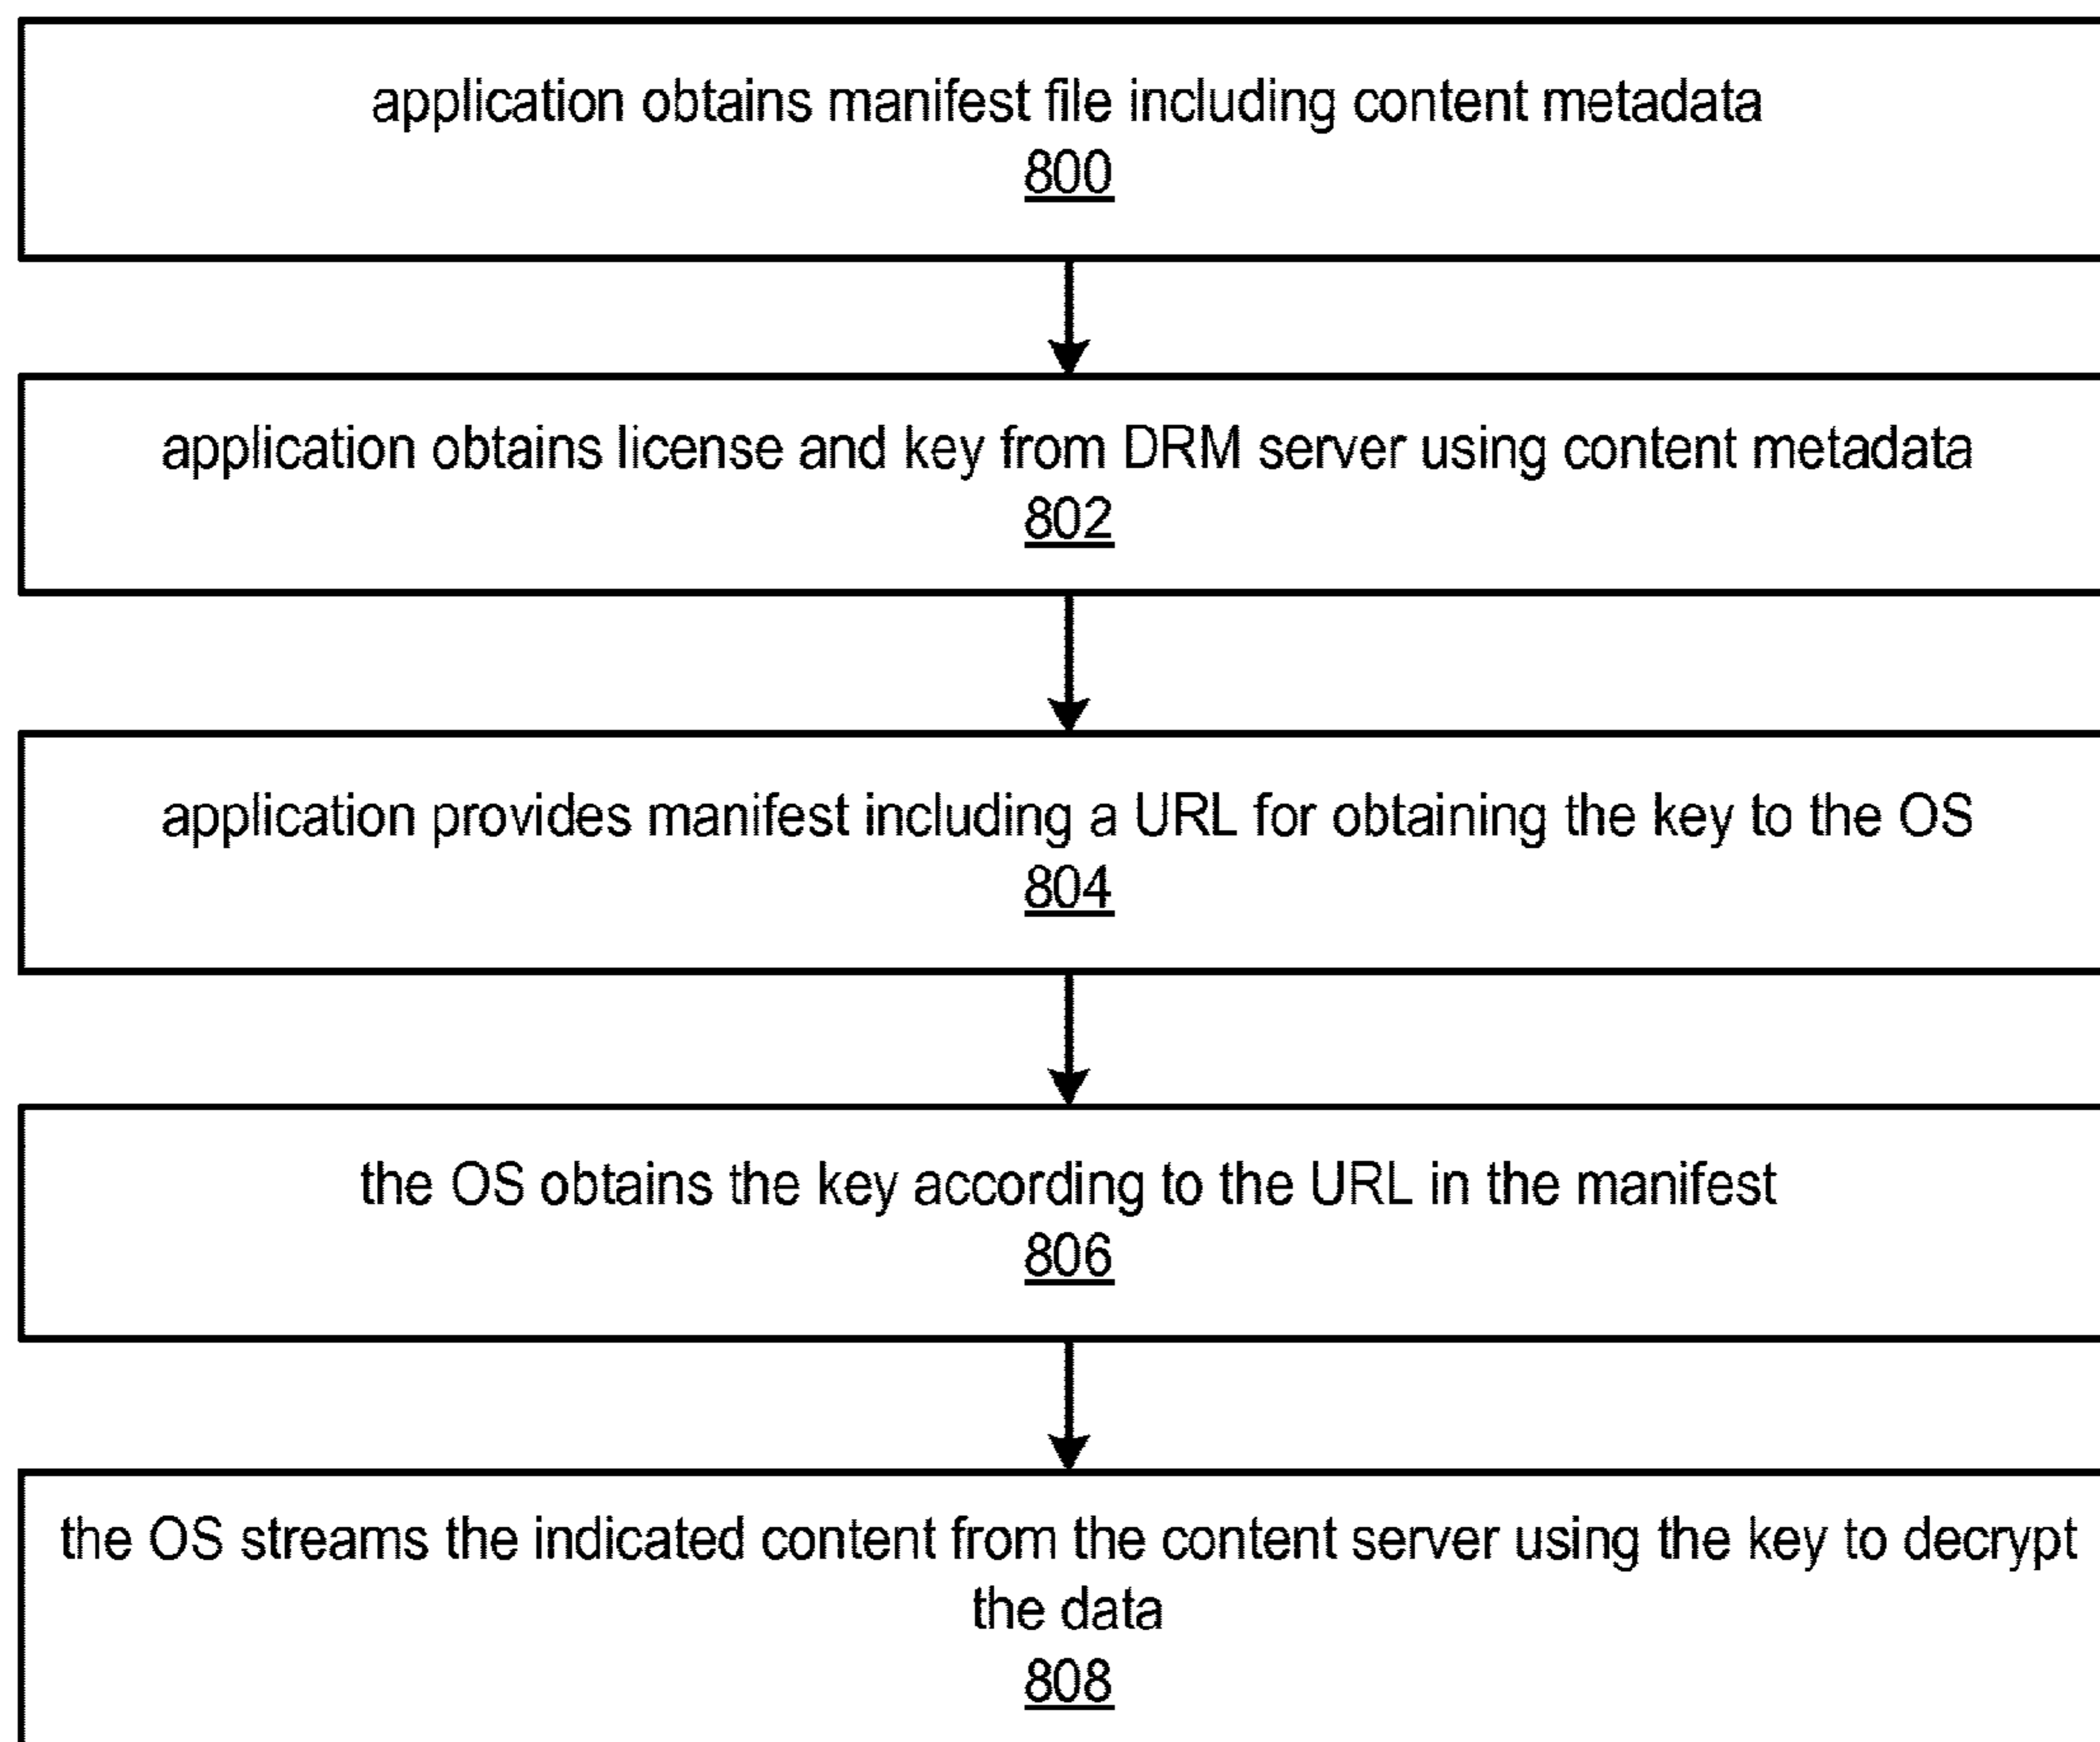 application obtains manifest file including content metadata
800
application obtains license and key from DRM server using content metadata
802
application provides manifest including a URL for obtaining the key to the OS
804
the OS obtains the key according to the URL in the manifest
806
the OS streams the indicated content from the content server using the key to decrypt
the data
808